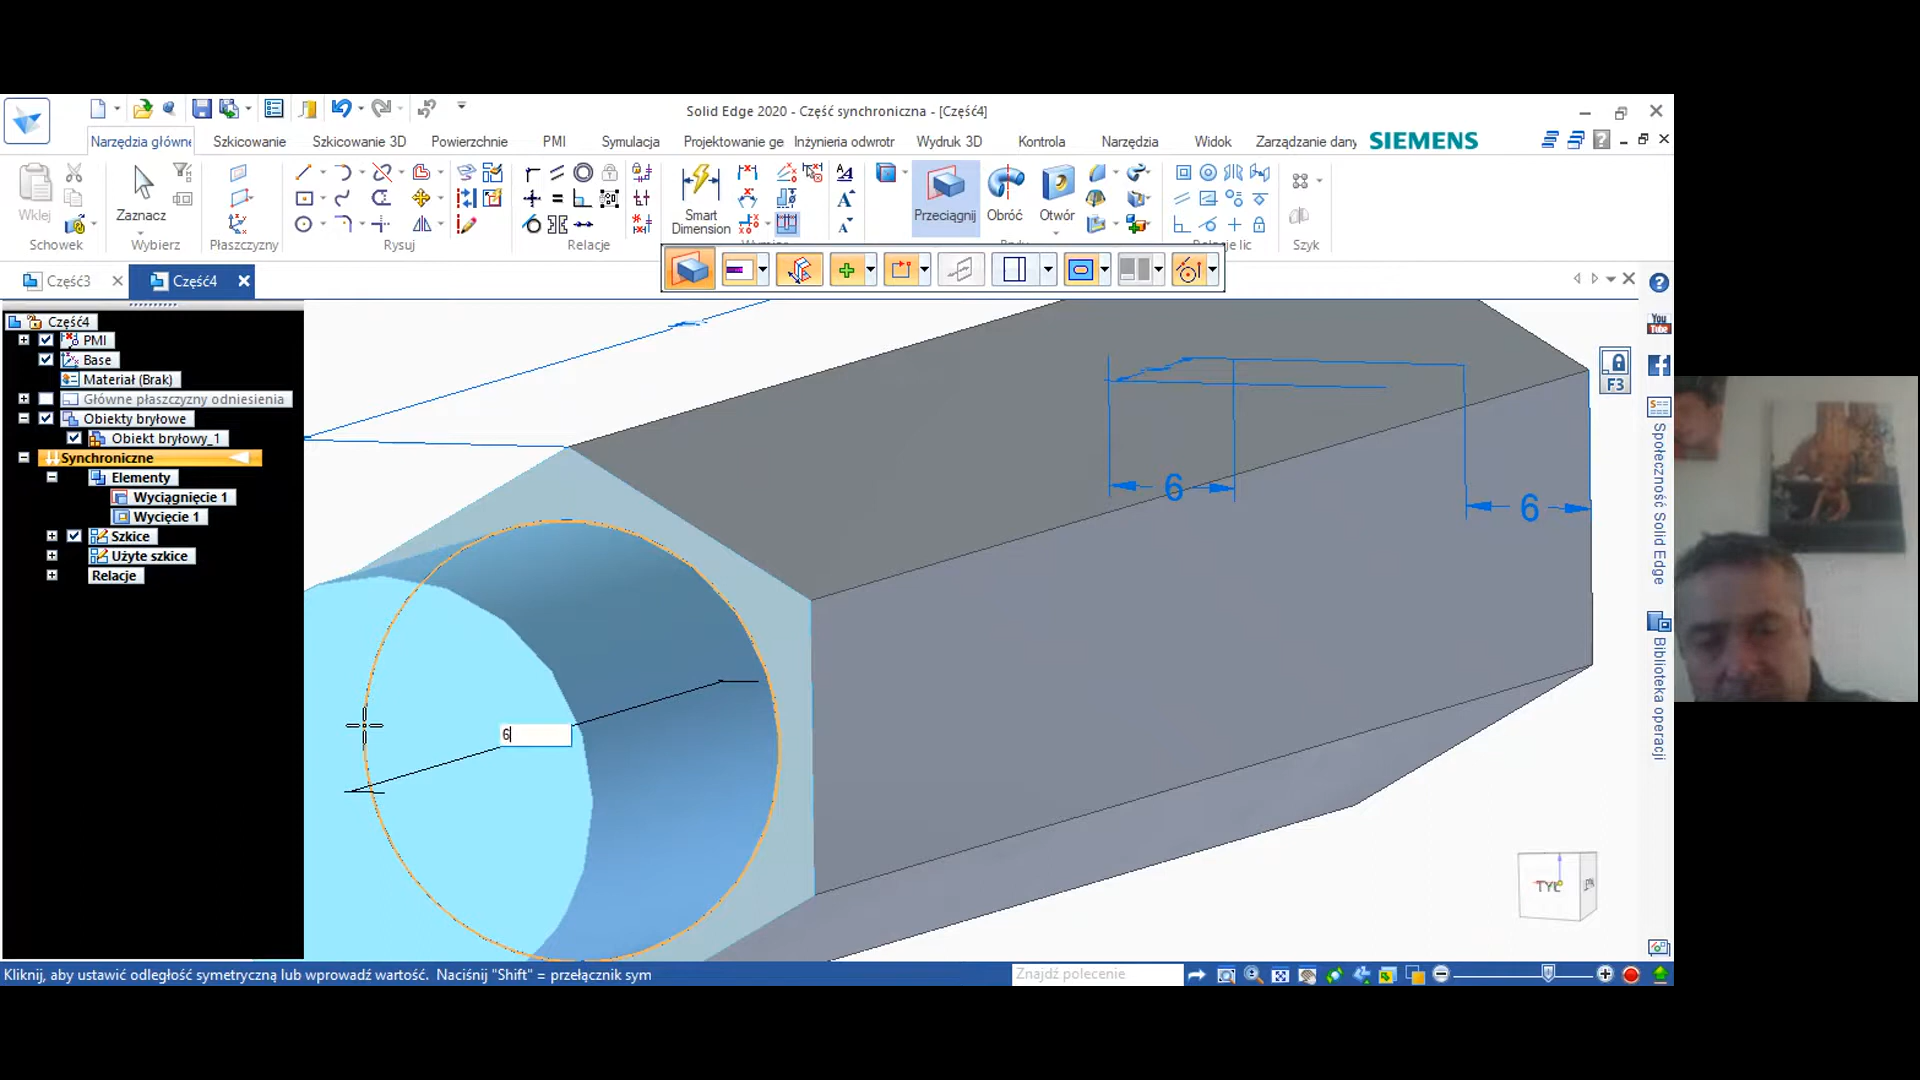 Solid Edge 2020 - Część synchroniczna - [Część4]
Narzędzia główne
Szkicowanie
Szkicowanie 3D
Powierzchnie
PMI
Symulacja
Projektowanie ge
Inżynieria odwrotr
Wydruk 3D
Kontrola
Narzędzia
Widok
Zarządzanie dany
SIEMENS
Wklej
Zaznacz
Smart
Dimension
Przeciągnij
Obróć
Otwór
Schowek
Wybierz
Płaszczyzny
Rysuj
Relacje
Szyk
Część3
Część4
Część4
PMI
Base
Materiał (Brak)
Główne płaszczyzny odniesienia
Obiekty bryłowe
Obiekt bryłowy_1
Synchroniczne
Elementy
Wyciągnięcie 1
Wycięcie 1
Szkice
Użyte szkice
Relacje
6
6
6
F3
You
Tube
Społeczność Solid Edge
Biblioteka operacji
TYŁ
Kliknij, aby ustawić odległość symetryczną lub wprowadź wartość. Naciśnij "Shift" = przełącznik sym
Znajdź polecenie